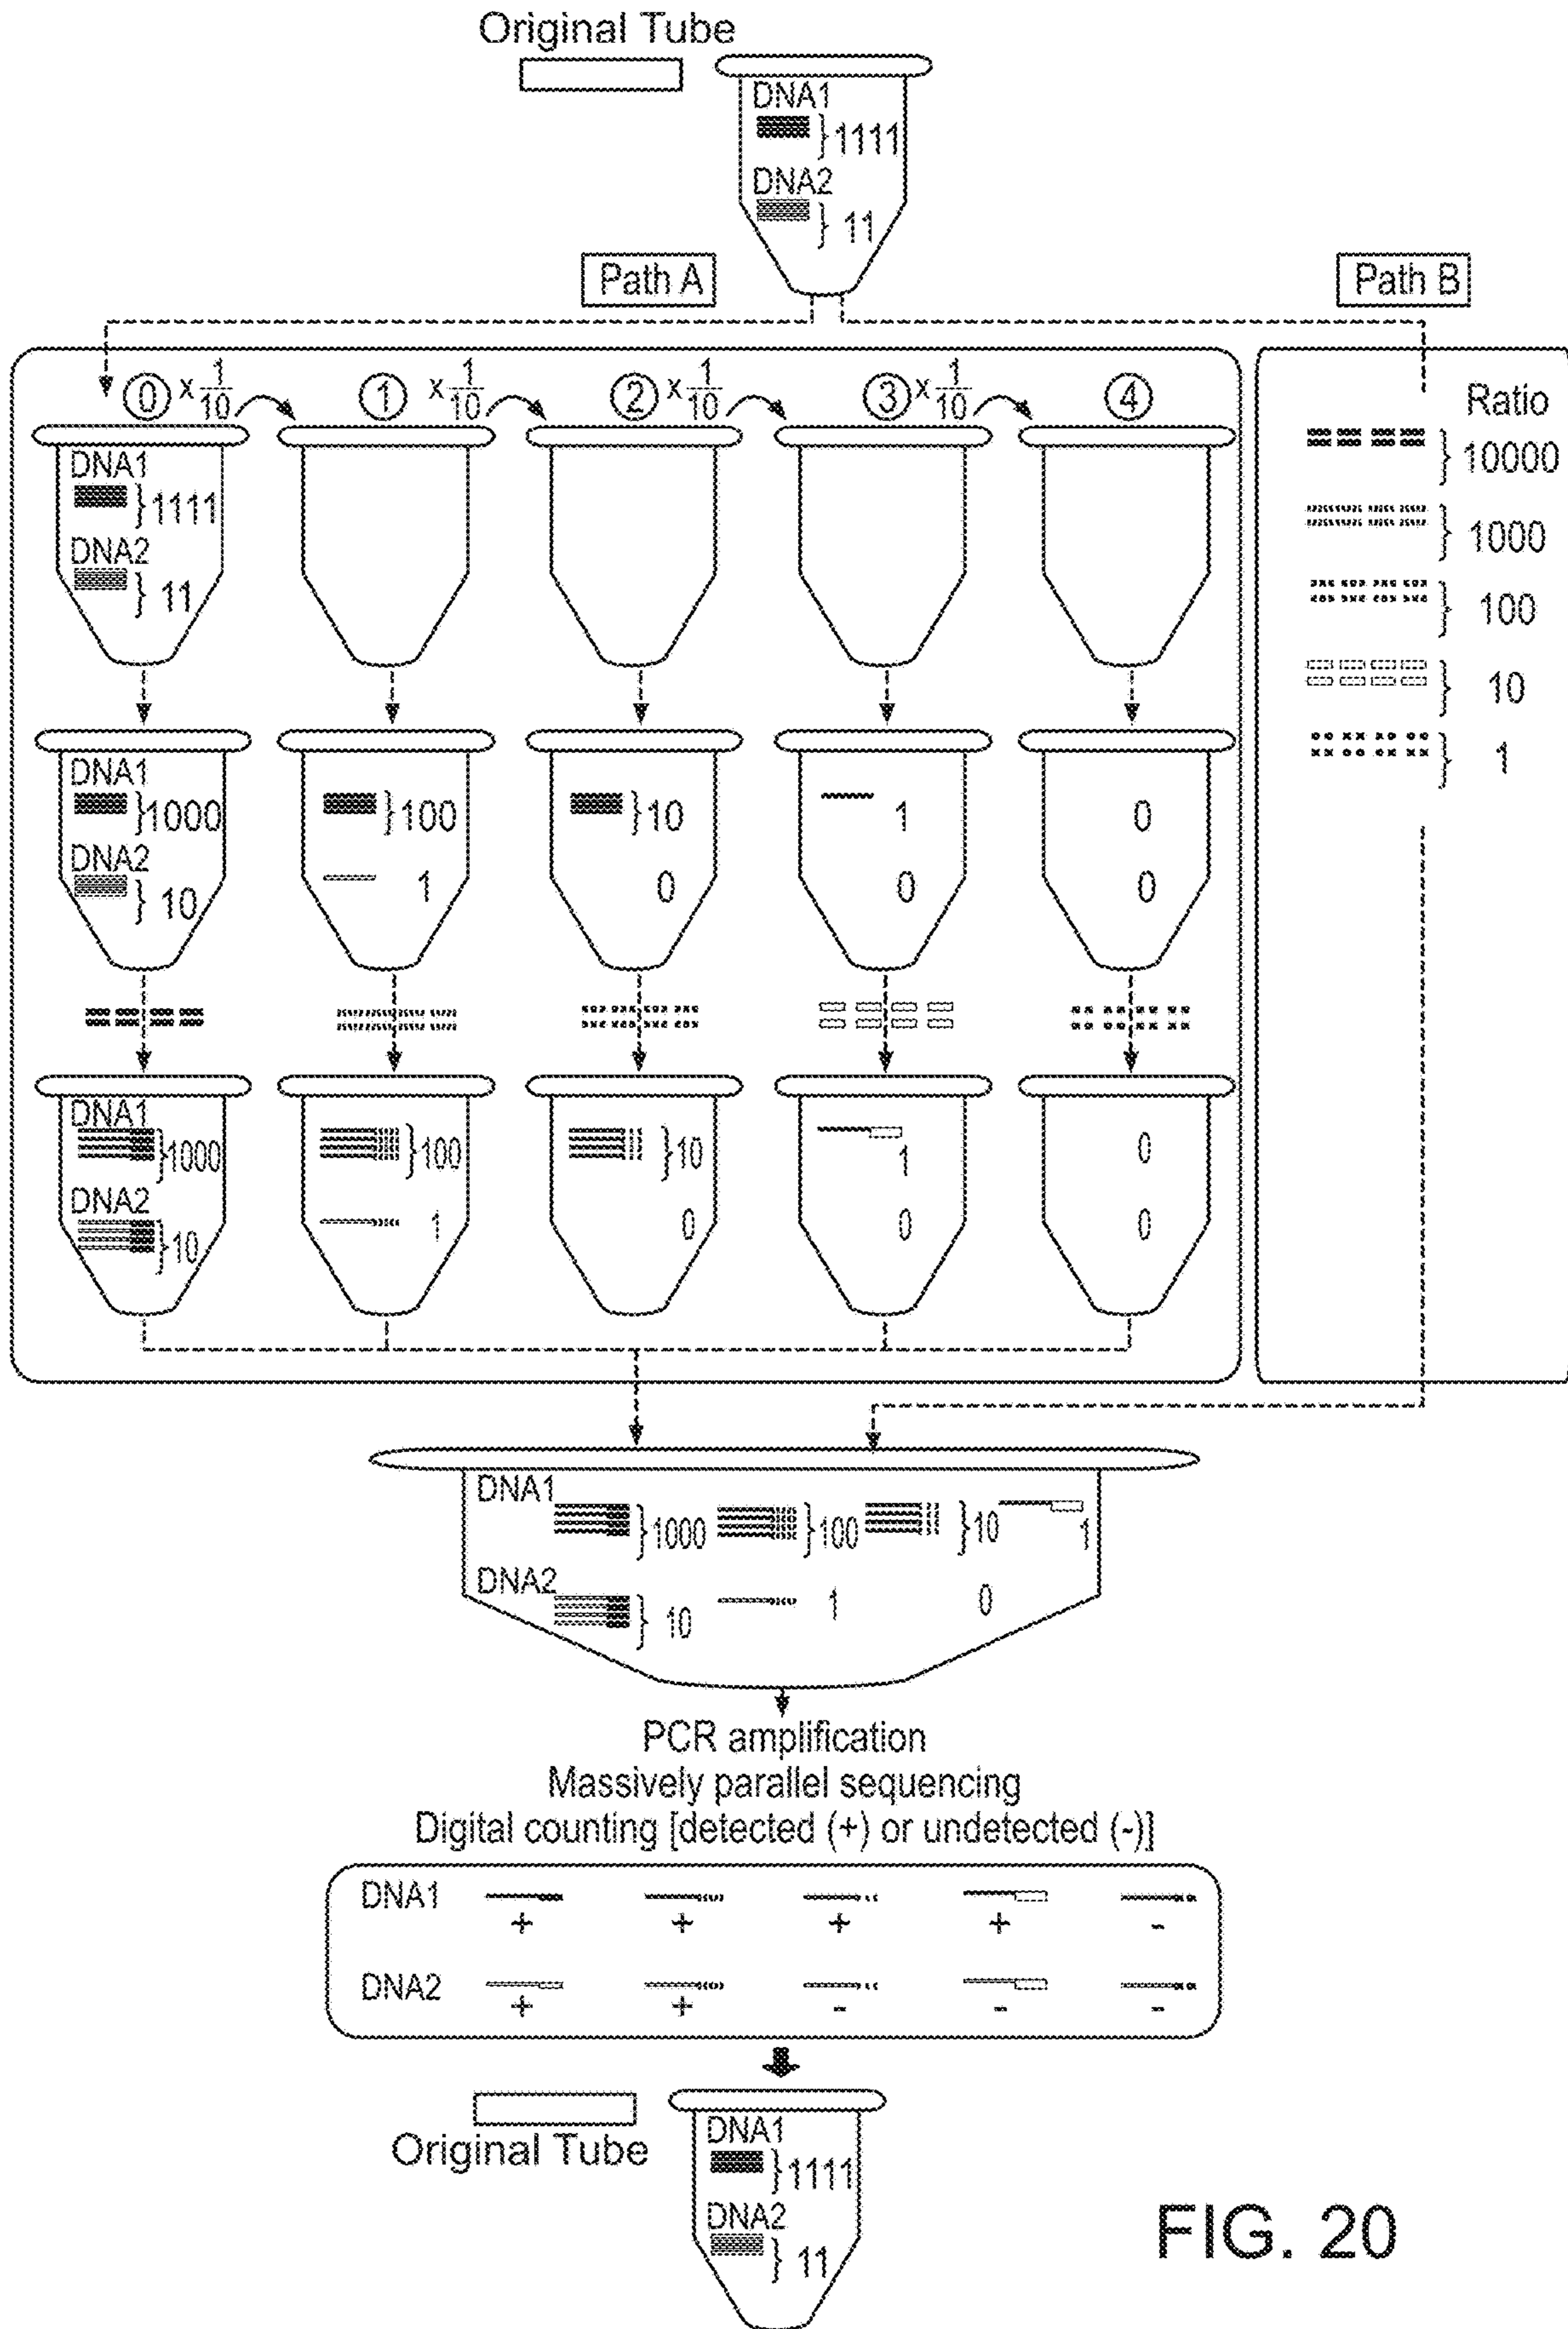 Original Tube
DNA1
1111
DNA2
11
Path A
Path B
0 x 1/10 1 x 1/10 2 x 1/10 3 x 1/10 4
Ratio
10000
1000
100
10
1
DNA1
1111
DNA2
11
DNA1
1000 100 10 1 0
DNA2
10 1 0 0 0
DNA1
1000 100 10 1 0
DNA2
10 1 0 0 0
DNA1
1000 100 10 1
DNA2
10 1 0
PCR amplification
Massively parallel sequencing
Digital counting [detected (+) or undetected (-)]
DNA1
+ + + + -
DNA2
+ + - - -
Original Tube
DNA1
1111
DNA2
11
FIG. 20